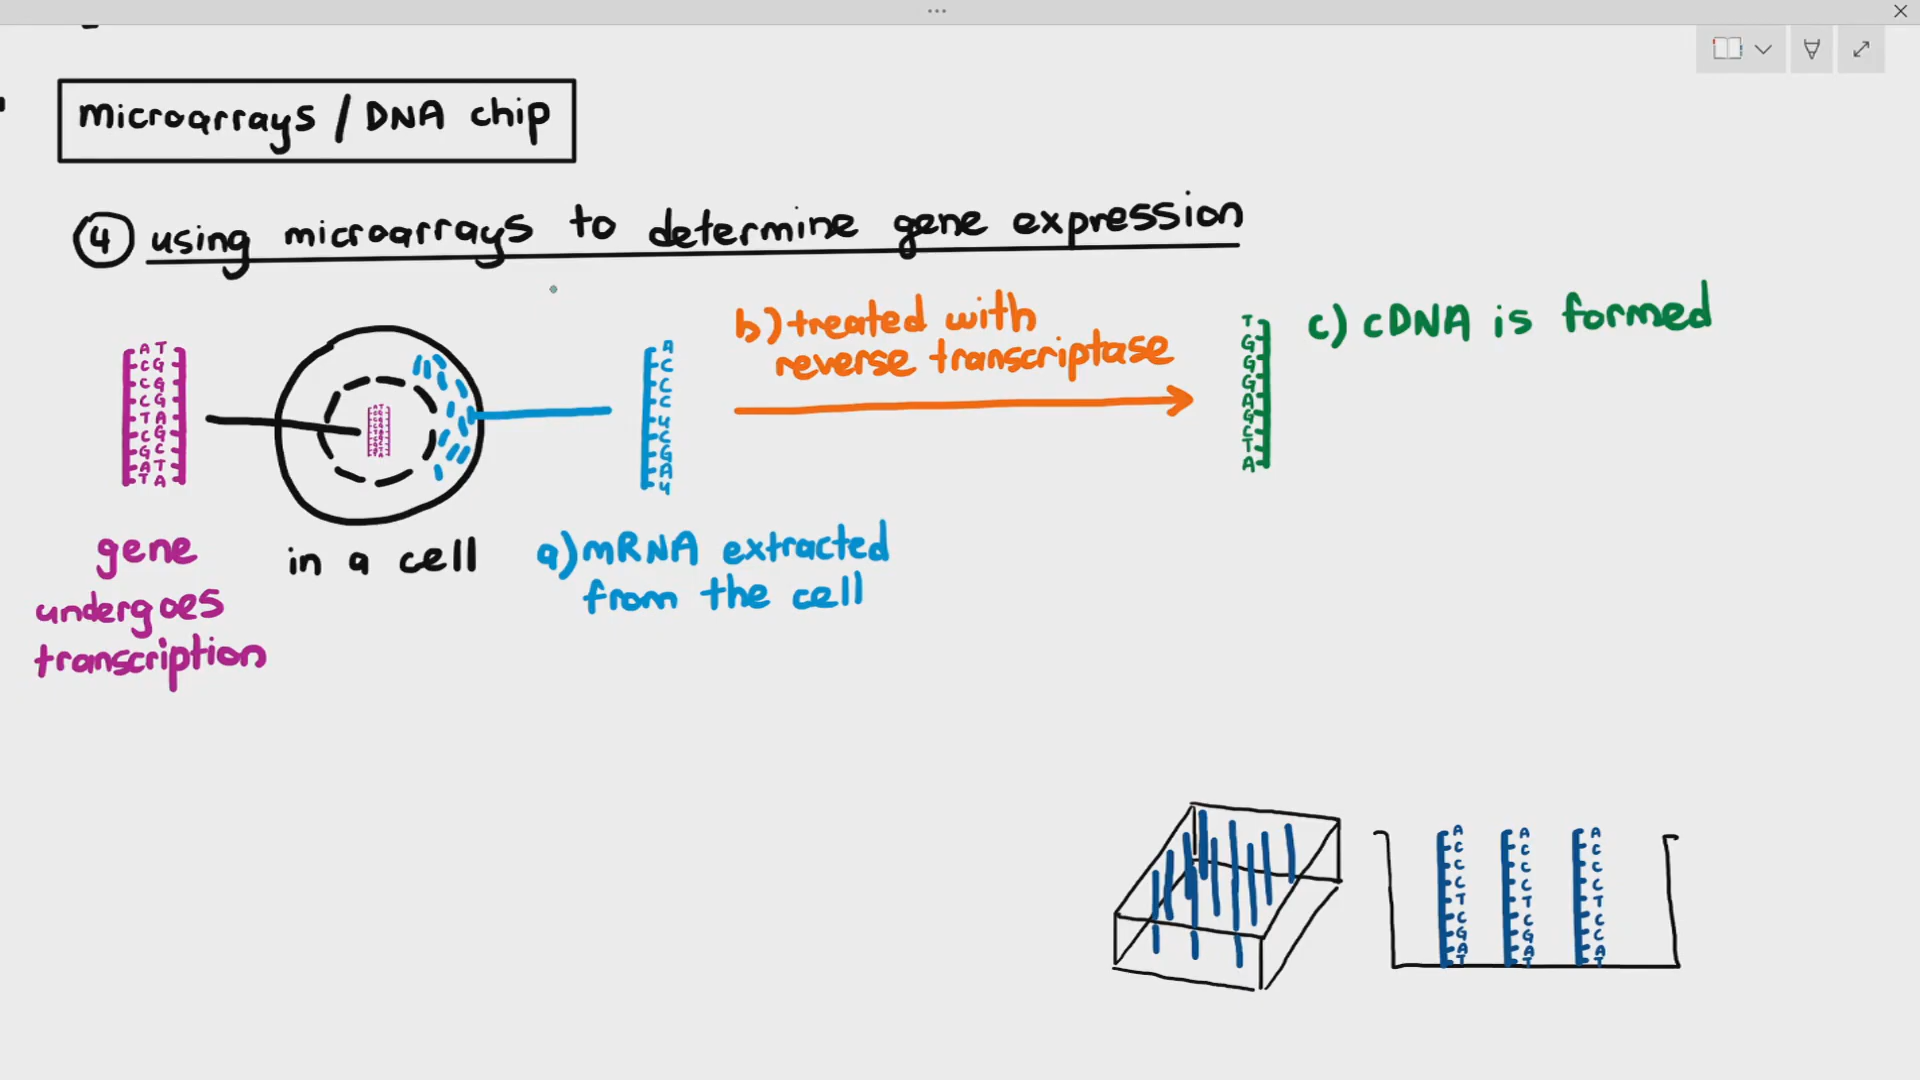 microarrays / DNA chip
4 using microarrays to determine gene expression
b) treated with
reverse transcriptase
c) cDNA is formed
A T
C G
C G
C G
T A
C G
G C
A T
T A
A
C
C
C
U
C
G
A
U
T
G
G
G
A
G
C
T
A
gene
undergoes
transcription
in a cell
a) mRNA extracted
from the cell
A A A
C C C
C C C
C C C
T T T
C C C
G G C
A A A
T T T